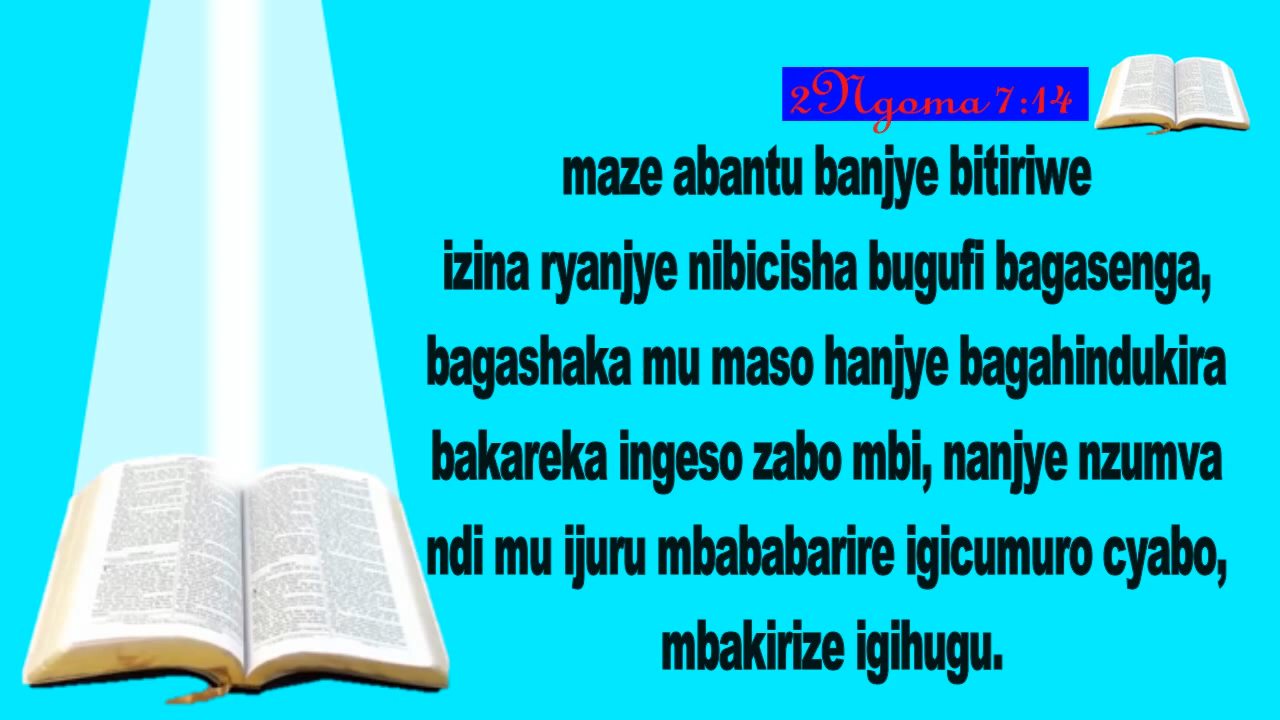 2Ngoma 7:14
maze abantu banjye bitiriwe
izina ryanjye nibicisha bugufi bagasenga,
bagashaka mu maso hanjye bagahindukira
bakareka ingeso zabo mbi, nanjye nzumva
ndi mu ijuru mbababarire igicumuro cyabo,
mbakirize igihugu.